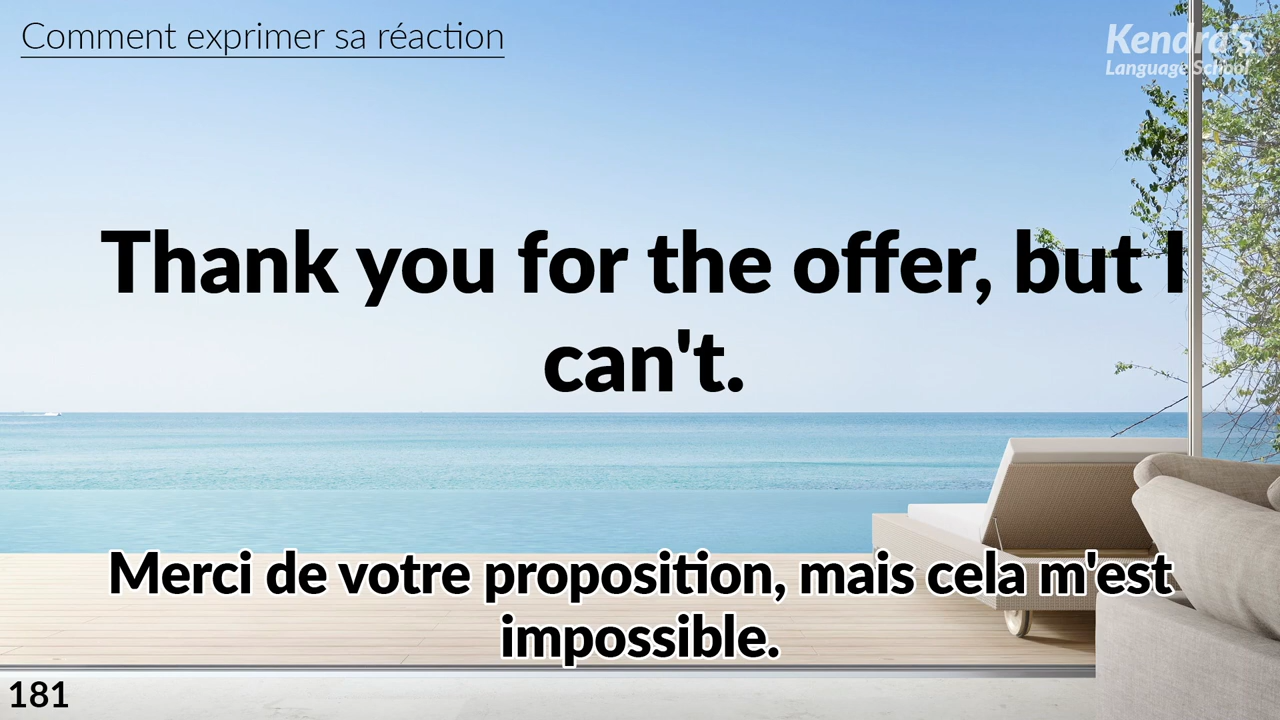 Comment exprimer sa réaction
Kendra's
Language School
Thank you for the offer, but I
can't.
Merci de votre proposition, mais cela m'est
impossible.
181